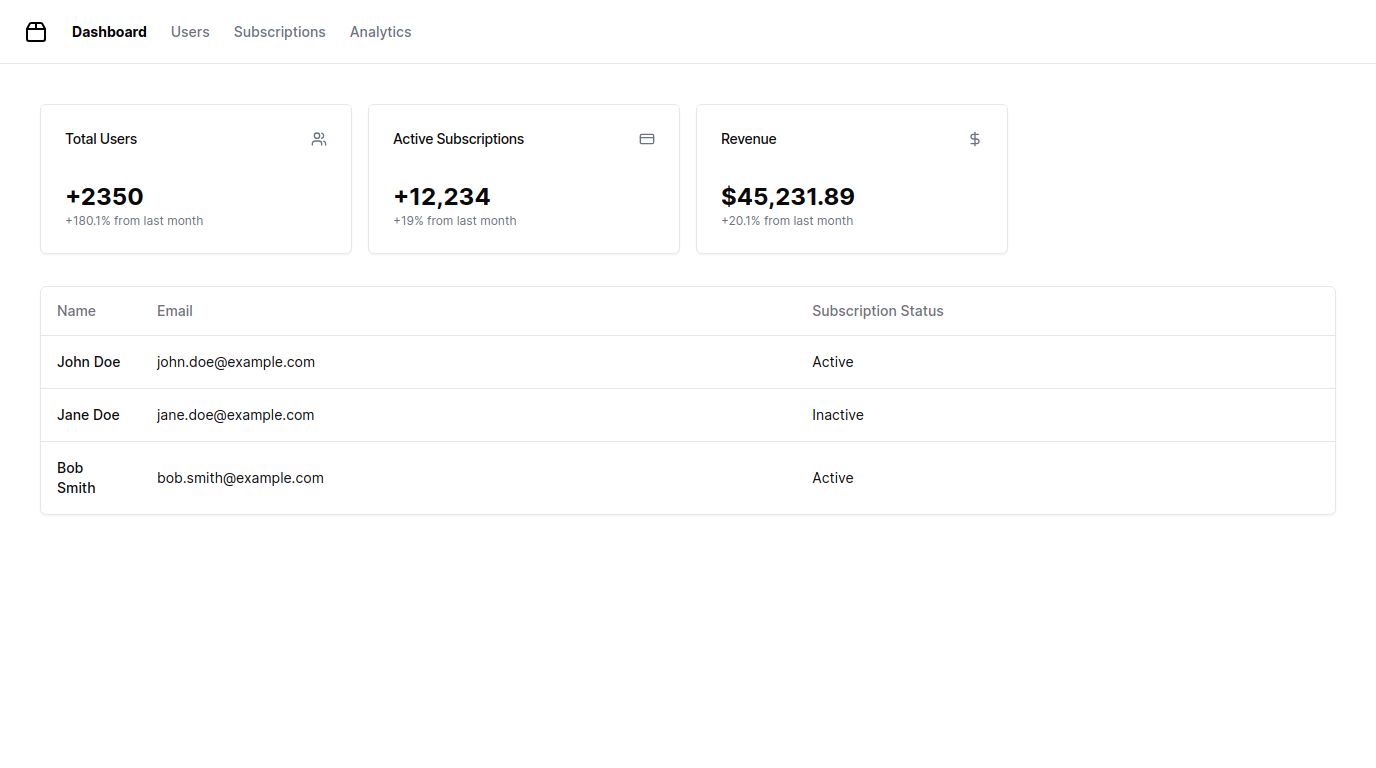 Dashboard Users Subscriptions Analytics
Total Users
+2350
+180.1% from last month
Active Subscriptions
+12,234
+19% from last month
Revenue
$45,231.89
+20.1% from last month
Name Email Subscription Status
John Doe john.doe@example.com Active
Jane Doe jane.doe@example.com Inactive
Bob
Smith
bob.smith@example.com Active